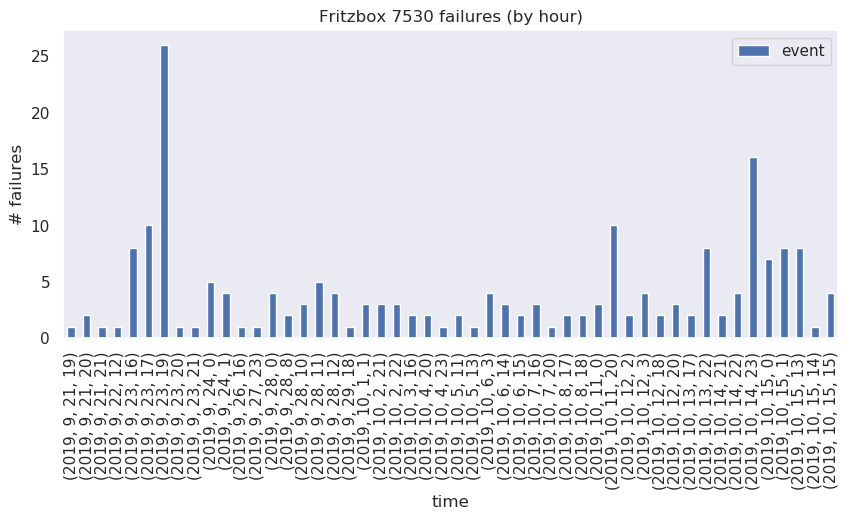 Fritzbox 7530 failures (by hour)
event
# failures
25
20
15
10
5
0
(2019, 9, 21, 19)
(2019, 9, 21, 20)
(2019, 9, 21, 21)
(2019, 9, 22, 12)
(2019, 9, 23, 16)
(2019, 9, 23, 17)
(2019, 9, 23, 19)
(2019, 9, 23, 20)
(2019, 9, 23, 21)
(2019, 9, 24, 0)
(2019, 9, 24, 1)
(2019, 9, 26, 16)
(2019, 9, 27, 23)
(2019, 9, 28, 0)
(2019, 9, 28, 8)
(2019, 9, 28, 10)
(2019, 9, 28, 11)
(2019, 9, 28, 12)
(2019, 9, 29, 18)
(2019, 10, 1, 1)
(2019, 10, 2, 21)
(2019, 10, 2, 22)
(2019, 10, 3, 16)
(2019, 10, 4, 20)
(2019, 10, 4, 23)
(2019, 10, 5, 11)
(2019, 10, 5, 13)
(2019, 10, 6, 3)
(2019, 10, 6, 14)
(2019, 10, 6, 15)
(2019, 10, 7, 16)
(2019, 10, 7, 20)
(2019, 10, 8, 17)
(2019, 10, 8, 18)
(2019, 10, 11, 0)
(2019, 10, 11, 20)
(2019, 10, 12, 2)
(2019, 10, 12, 3)
(2019, 10, 12, 18)
(2019, 10, 12, 20)
(2019, 10, 13, 17)
(2019, 10, 13, 22)
(2019, 10, 14, 21)
(2019, 10, 14, 22)
(2019, 10, 14, 23)
(2019, 10, 15, 0)
(2019, 10, 15, 1)
(2019, 10, 15, 13)
(2019, 10, 15, 14)
(2019, 10, 15, 15)
time